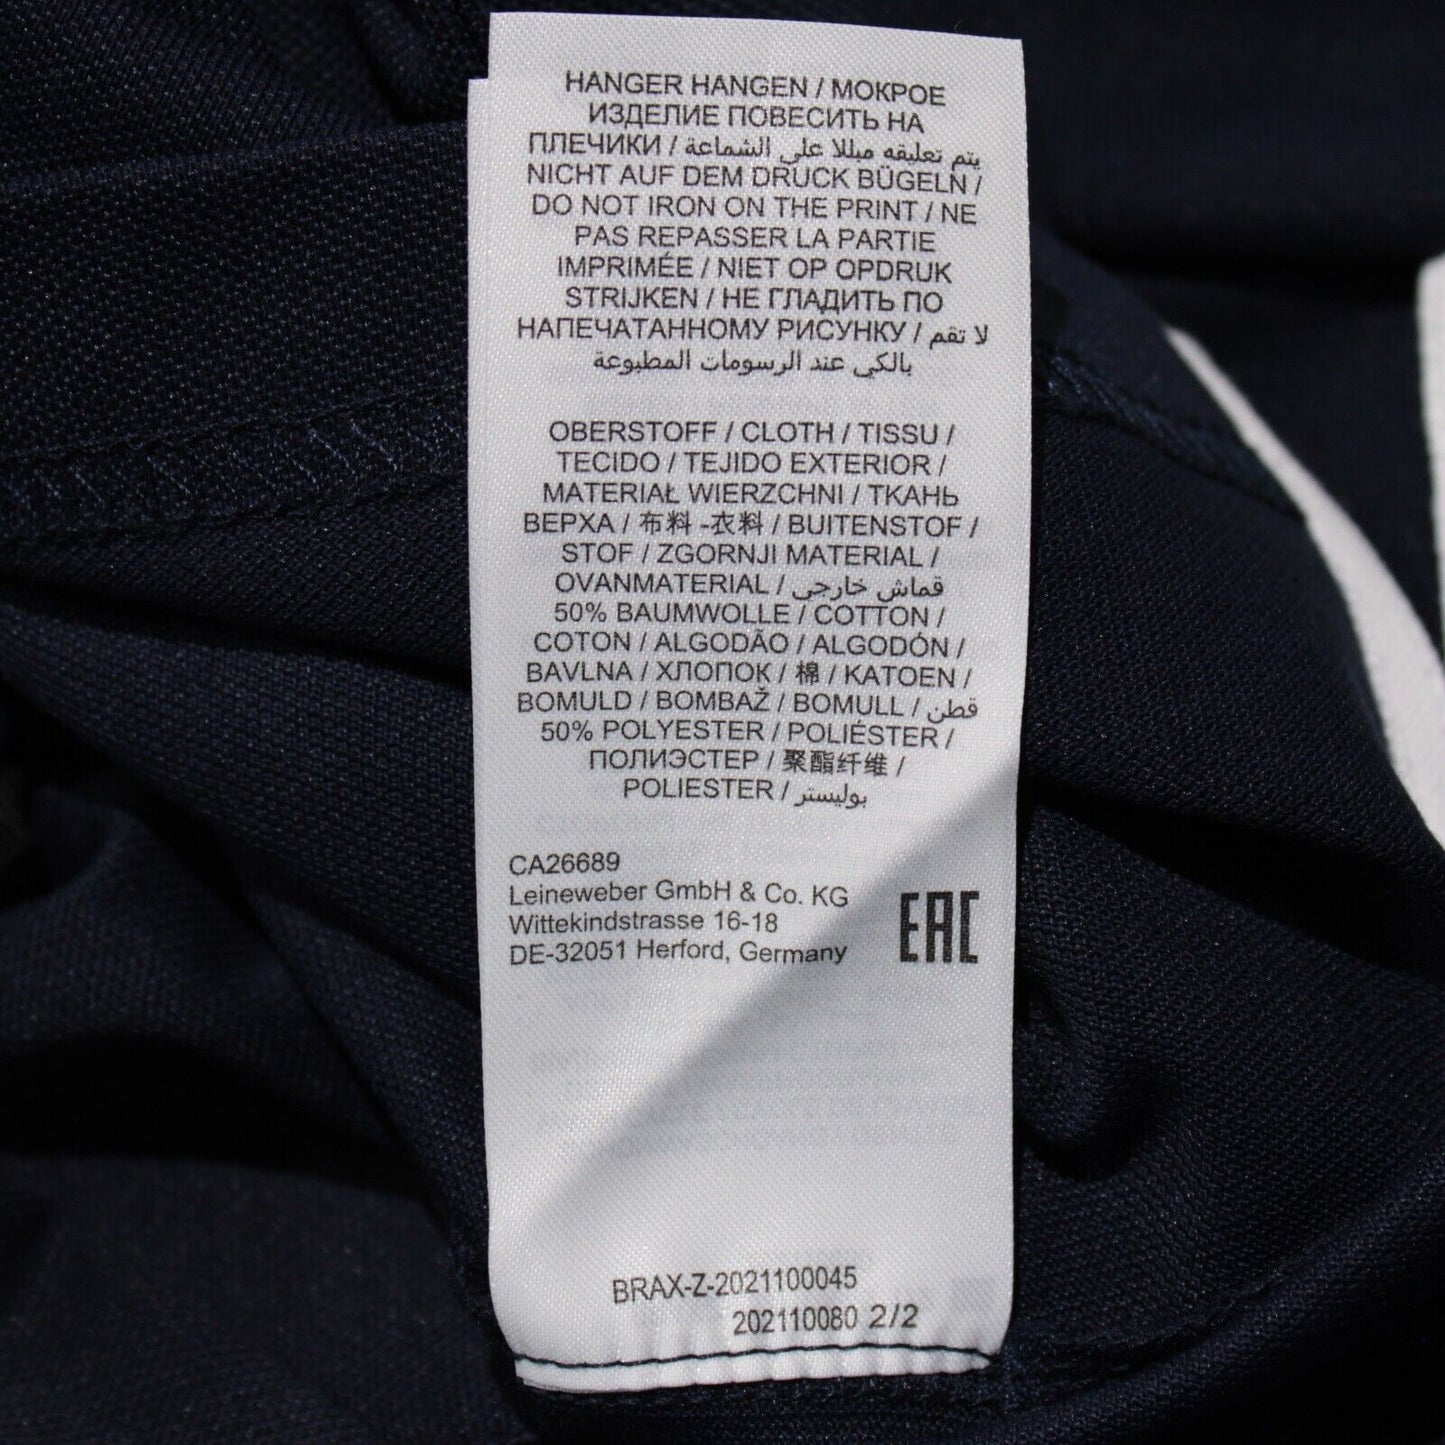 HANGER HANGEN / МОКРОЕ
ИЗДЕЛИЕ ПОВЕСИТЬ НА
ПЛЕЧИКИ / يتم تعليقه مبللا على الشماعة
NICHT AUF DEM DRUCK BÜGELN /
DO NOT IRON ON THE PRINT / NE
PAS REPASSER LA PARTIE
IMPRIMÉE / NIET OP OPDRUK
STRIJKEN / НЕ ГЛАДИТЬ ПО
НАПЕЧАТАННОМУ РИСУНКУ / لا تقم
بالكي عند الرسومات المطبوعة
OBERSTOFF / CLOTH / TISSU /
TECIDO / TEJIDO EXTERIOR /
MATERIAŁ WIERZCHNI / ТКАНЬ
ВЕРХА / 布料 -衣料 / BUITENSTOF /
STOF / ZGORNJI MATERIAL /
OVANMATERIAL / قماش خارجي
50% BAUMWOLLE / COTTON /
COTON / ALGODÃO / ALGODÓN /
BAVLNA / ХЛОПОК / 棉 / KATOEN /
BOMULD / BOMBAŽ / BOMULL / قطن
50% POLYESTER / POLIÉSTER /
ПОЛИЭСТЕР / 聚酯纤维 /
POLIESTER / بوليستر
CA26689
Leineweber GmbH & Co. KG
Wittekindstrasse 16-18
DE-32051 Herford, Germany
EAC
BRAX-Z-2021100045
202110080 2/2